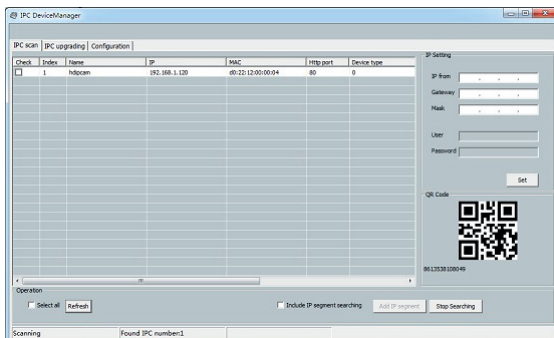 IPC DeviceManager
IPC scan IPC upgrading Configuration
Check Index Name IP MAC Http port Device type
1 hdipcam 192.168.1.120 d0:22:12:00:00:04 80 0
IP Setting
IP from
Gateway
Mask
User
Password
Set
QR Code
8613538108049
Operation
Select all Refresh Include IP segment searching Add IP segment Stop Searching
Scanning Found IPC number:1